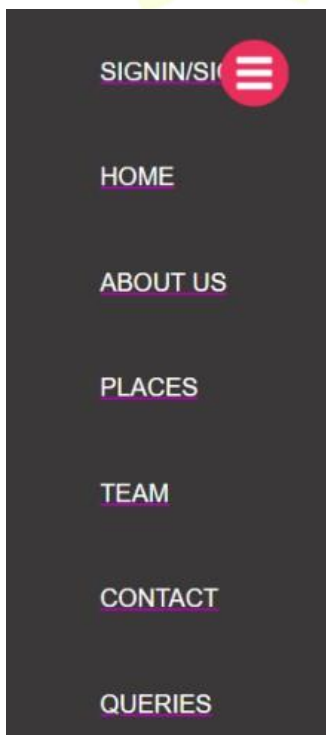 SIGNIN/SI
HOME
ABOUT US
PLACES
TEAM
CONTACT
QUERIES